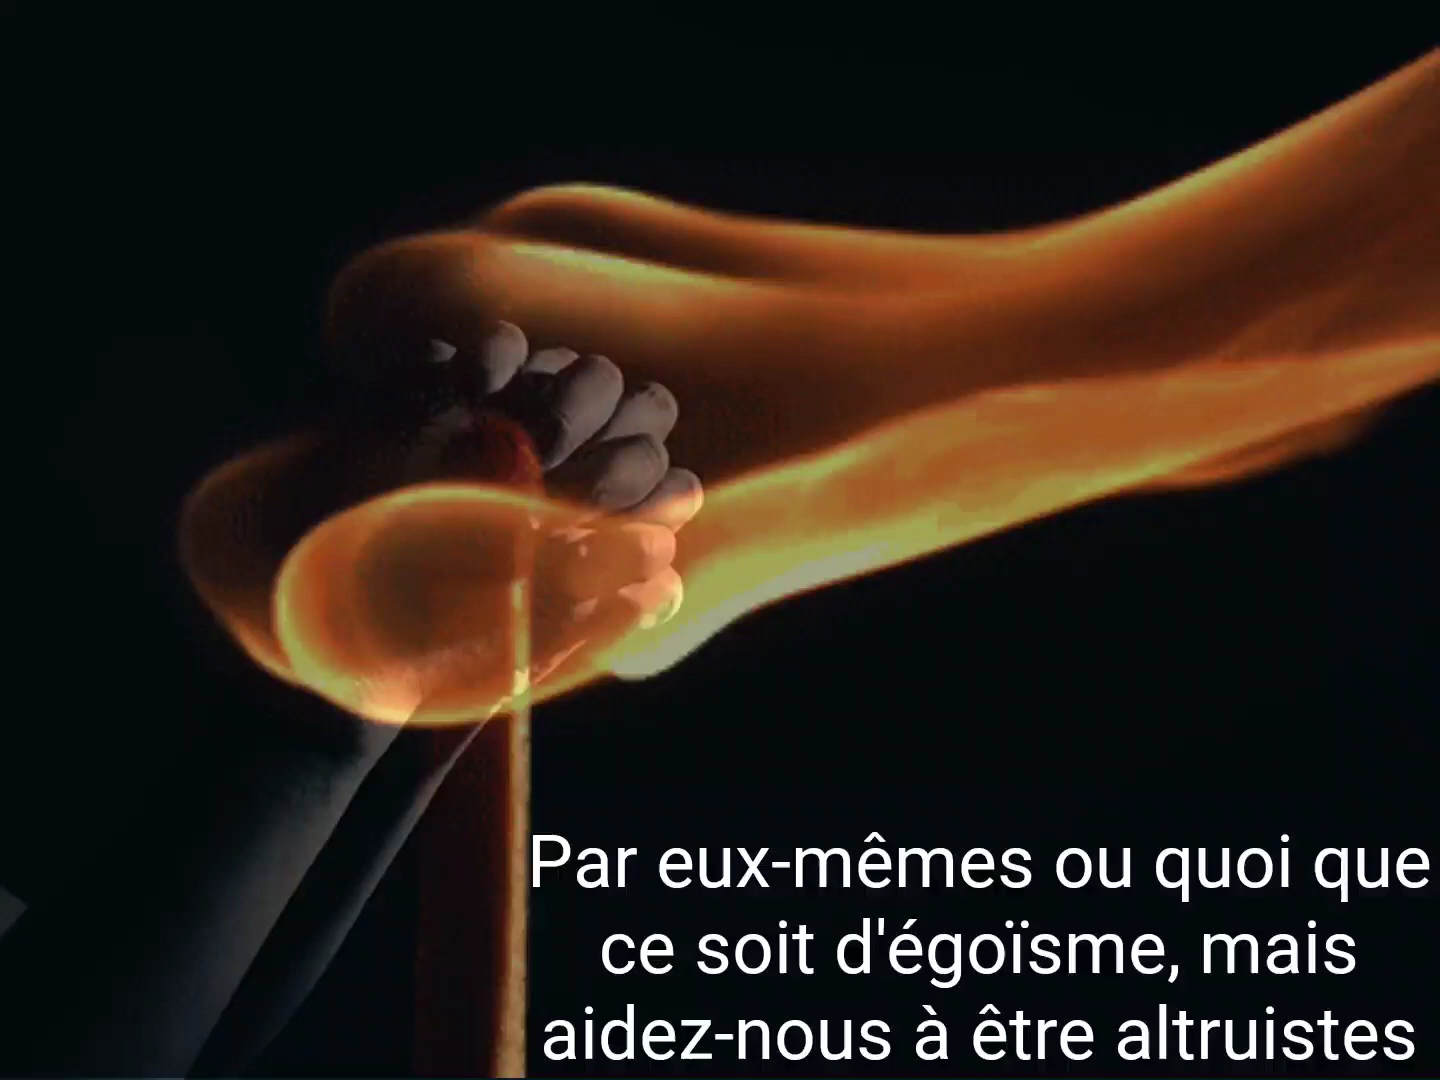 Par eux-mêmes ou quoi que
ce soit d'égoïsme, mais
aidez-nous à être altruistes